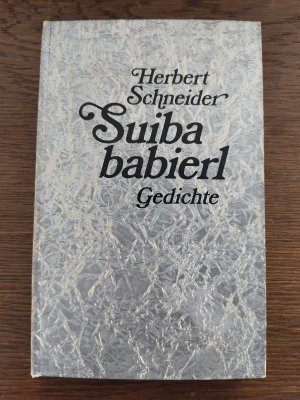 Herbert
Schneider
Suiba
babierl
Gedichte